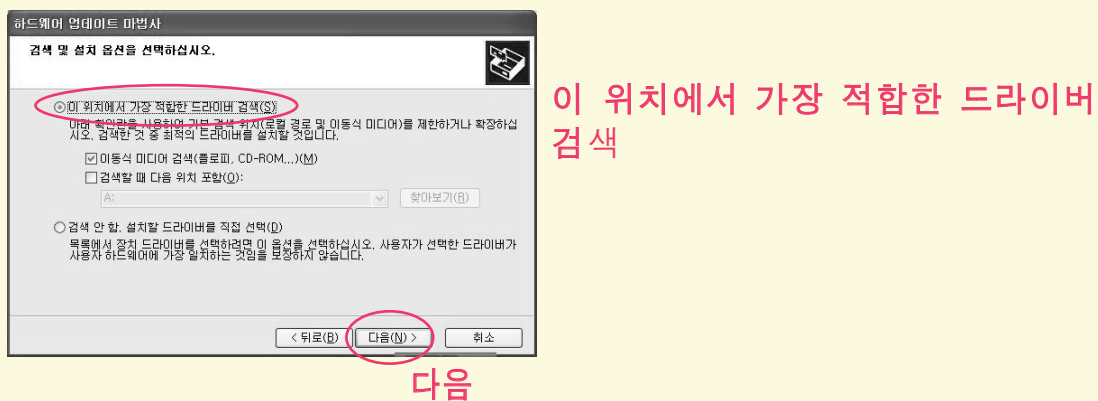 하드웨어 업데이트 마법사
검색 및 설치 옵션을 선택하십시오.
이 위치에서 가장 적합한 드라이버 검색(S)
아래 확인란을 사용하여 기본 검색 위치(로컬 경로 및 이동식 미디어)를 제한하거나 확장하십
시오. 검색한 것 중 최적의 드라이버를 설치할 것입니다.
이동식 미디어 검색(플로피, CD-ROM...)(M)
검색할 때 다음 위치 포함(O):
A:
찾아보기(R)
검색 안 함. 설치할 드라이버를 직접 선택(D)
목록에서 장치 드라이버를 선택하려면 이 옵션을 선택하십시오. 사용자가 선택한 드라이버가
사용자 하드웨어에 가장 일치하는 것임을 보장하지 않습니다.
< 뒤로(B)
다음(N) >
취소
이 위치에서 가장 적합한 드라이버
검색
다음